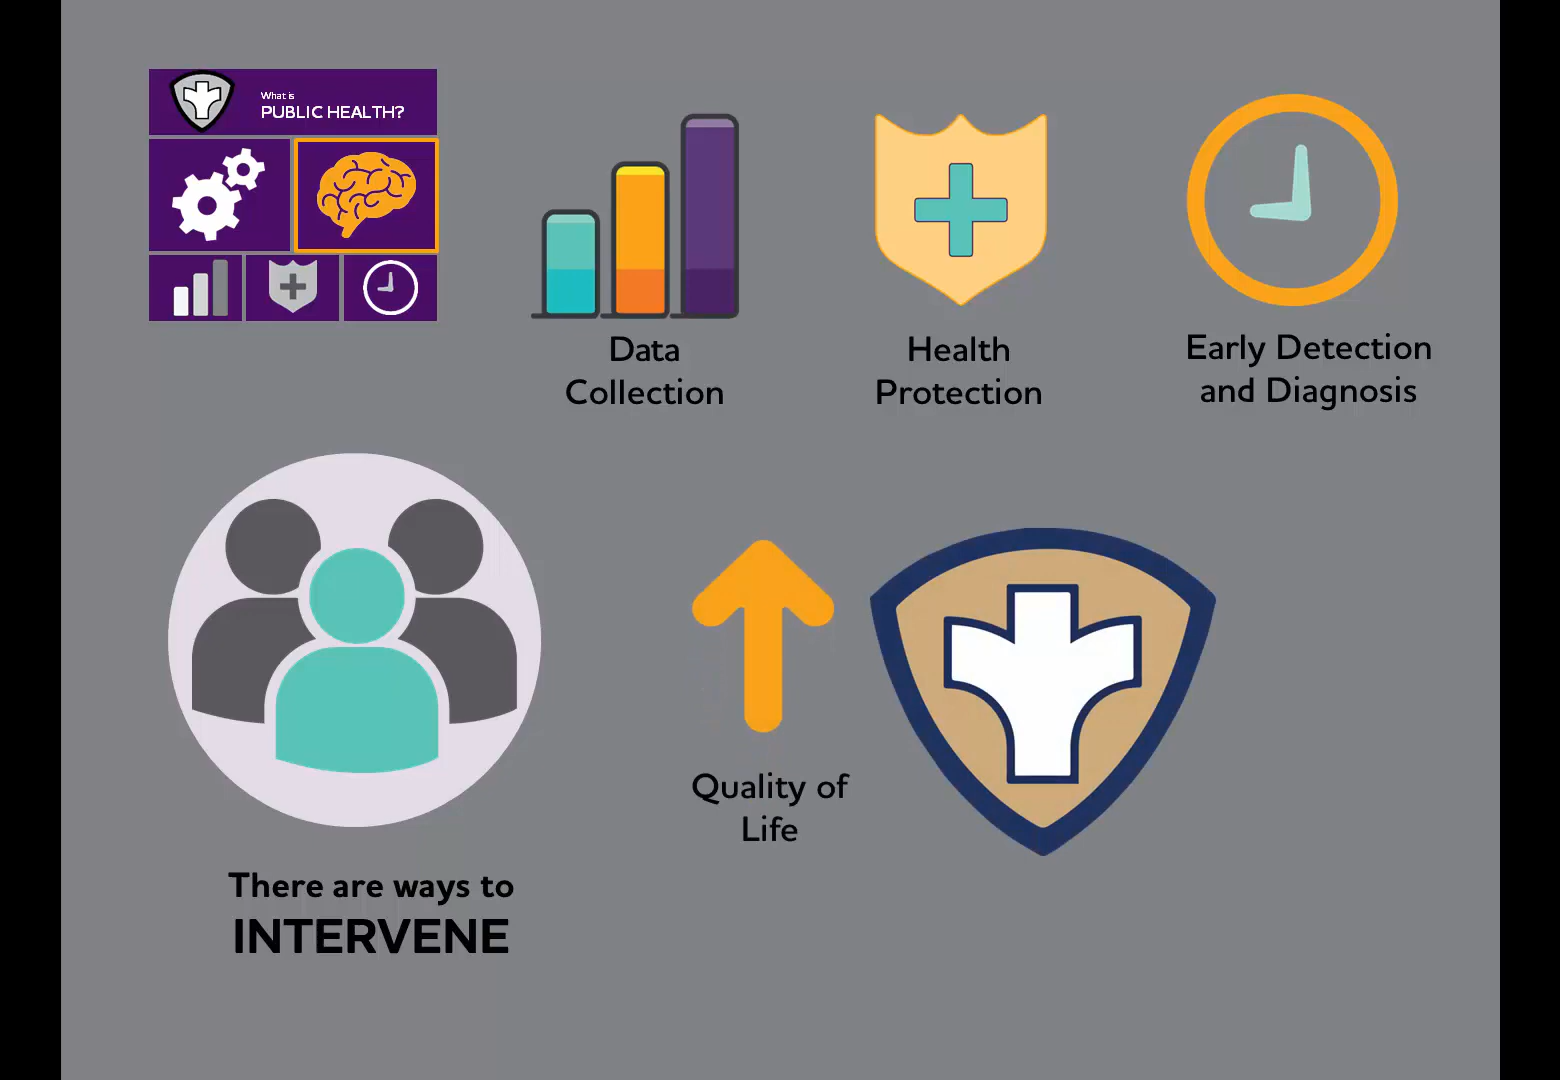 What is
PUBLIC HEALTH?
Data
Collection
Health
Protection
Early Detection
and Diagnosis
There are ways to
INTERVENE
Quality of
Life